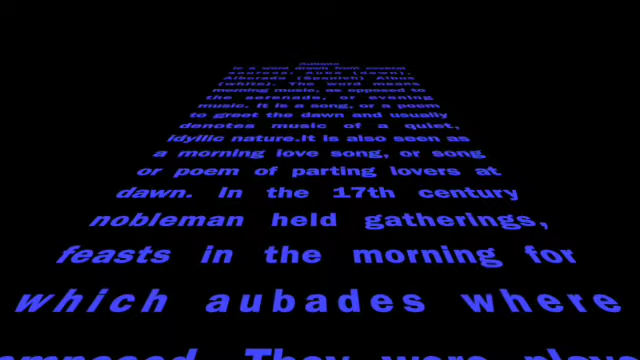 Aubade
is a word drawn from several
sources: Auba (dawn),
Alborada (Spanish) Albus
(white). The word means
morning music, as opposed to
the serenade, or evening
music. It is a song, or a poem
to greet the dawn and usually
denotes music of a quiet,
idyllic nature.It is also seen as
a morning love song, or song
or poem of parting lovers at
dawn. In the 17th century
nobleman held gatherings,
feasts in the morning for
which aubades where
They were